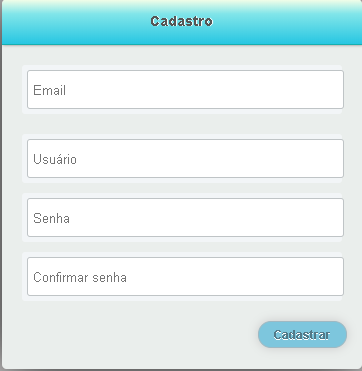 Cadastro
Email
Usuário
Senha
Confirmar senha
Cadastrar